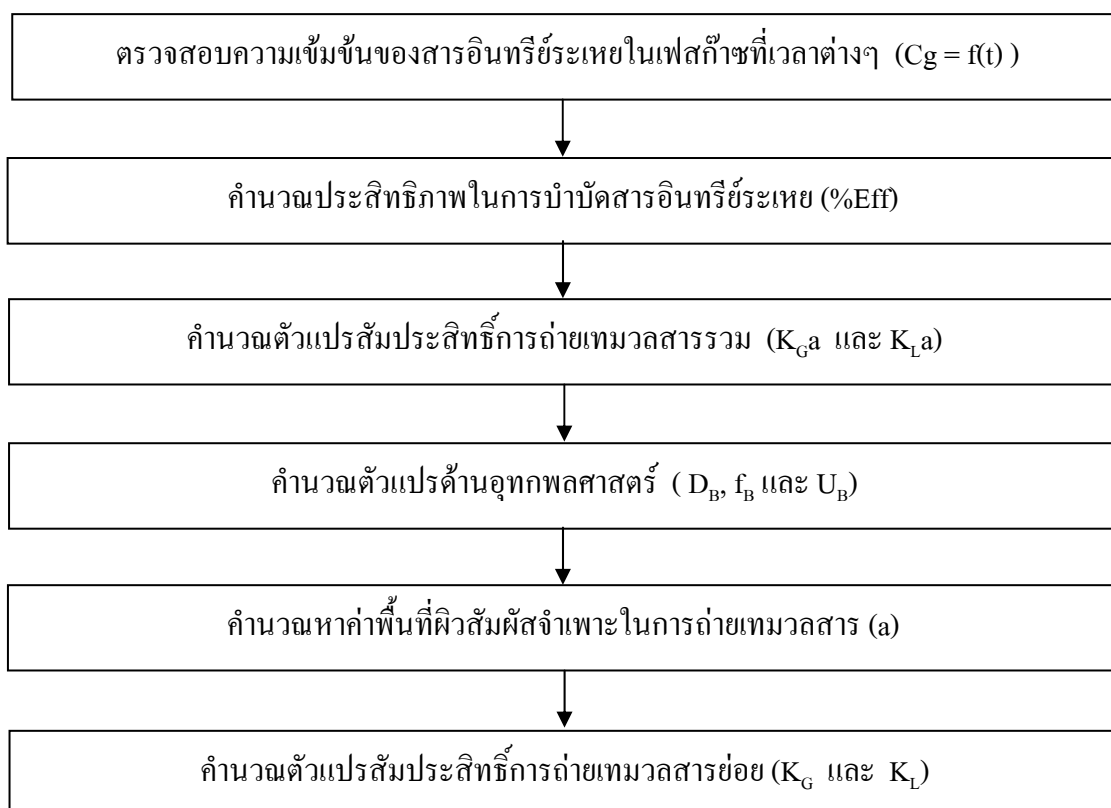 ตรวจสอบความเข้มข้นของสารอินทรีย์ระเหยในเฟสก๊าซที่เวลาต่างๆ (Cg = f(t) )
คำนวณประสิทธิภาพในการบำบัดสารอินทรีย์ระเหย (%Eff)
คำนวณตัวแปรสัมประสิทธิ์การถ่ายเทมวลสารรวม (K_Ga และ K_La)
คำนวณตัวแปรด้านอุทกพลศาสตร์ ( D_B, f_B และ U_B)
คำนวณหาค่าพื้นที่ผิวสัมผัสจำเพาะในการถ่ายเทมวลสาร (a)
คำนวณตัวแปรสัมประสิทธิ์การถ่ายเทมวลสารย่อย (K_G และ K_L)